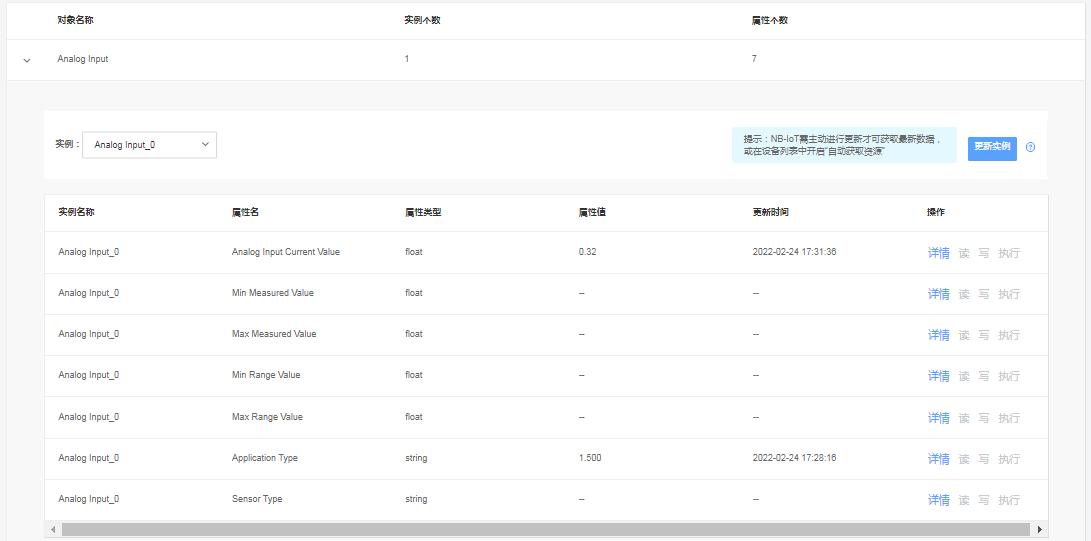 对象名称 实例个数 属性个数
Analog Input 1 7
实例： Analog Input_0
提示：NB-IoT需主动进行更新才可获取最新数据，
或在设备列表中开启"自动获取资源"
更新实例
实例名称 属性名 属性类型 属性值 更新时间 操作
Analog Input_0 Analog Input Current Value float 0.32 2022-02-24 17:31:36 详情 读 写 执行
Analog Input_0 Min Measured Value float -- -- 详情 读 写 执行
Analog Input_0 Max Measured Value float -- -- 详情 读 写 执行
Analog Input_0 Min Range Value float -- -- 详情 读 写 执行
Analog Input_0 Max Range Value float -- -- 详情 读 写 执行
Analog Input_0 Application Type string 1.500 2022-02-24 17:28:16 详情 读 写 执行
Analog Input_0 Sensor Type string -- -- 详情 读 写 执行